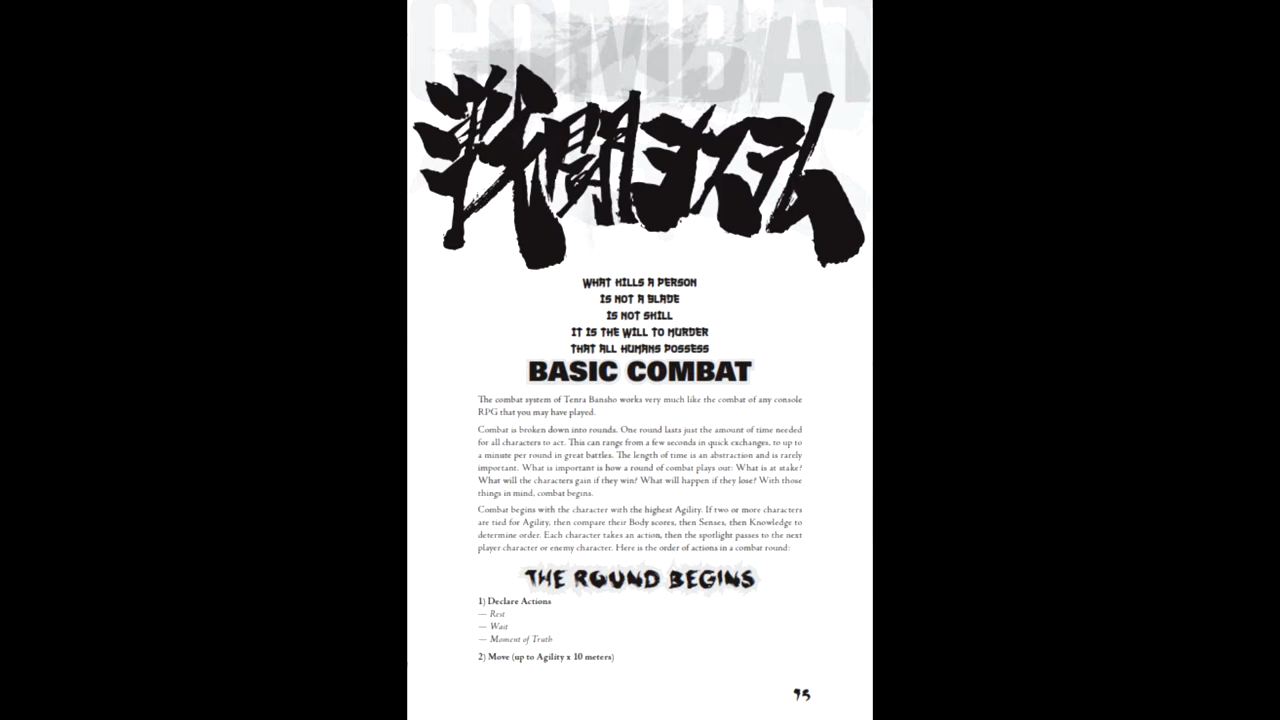 COMBAT
戦闘システム
WHAT KILLS A PERSON
IS NOT A BLADE
IS NOT SKILL
IT IS THE WILL TO MURDER
THAT ALL HUMANS POSSESS
BASIC COMBAT
The combat system of Tenra Bansho works very much like the combat of any console
RPG that you may have played.
Combat is broken down into rounds. One round lasts just the amount of time needed
for all characters to act. This can range from a few seconds in quick exchanges, to up to
a minute per round in great battles. The length of time is an abstraction and is rarely
important. What is important is how a round of combat plays out: What is at stake?
What will the characters gain if they win? What will happen if they lose? With those
things in mind, combat begins.
Combat begins with the character with the highest Agility. If two or more characters
are tied for Agility, then compare their Body scores, then Senses, then Knowledge to
determine order. Each character takes an action, then the spotlight passes to the next
player character or enemy character. Here is the order of actions in a combat round:
THE ROUND BEGINS
1) Declare Actions
— Rest
— Wait
— Moment of Truth
2) Move (up to Agility x 10 meters)
95